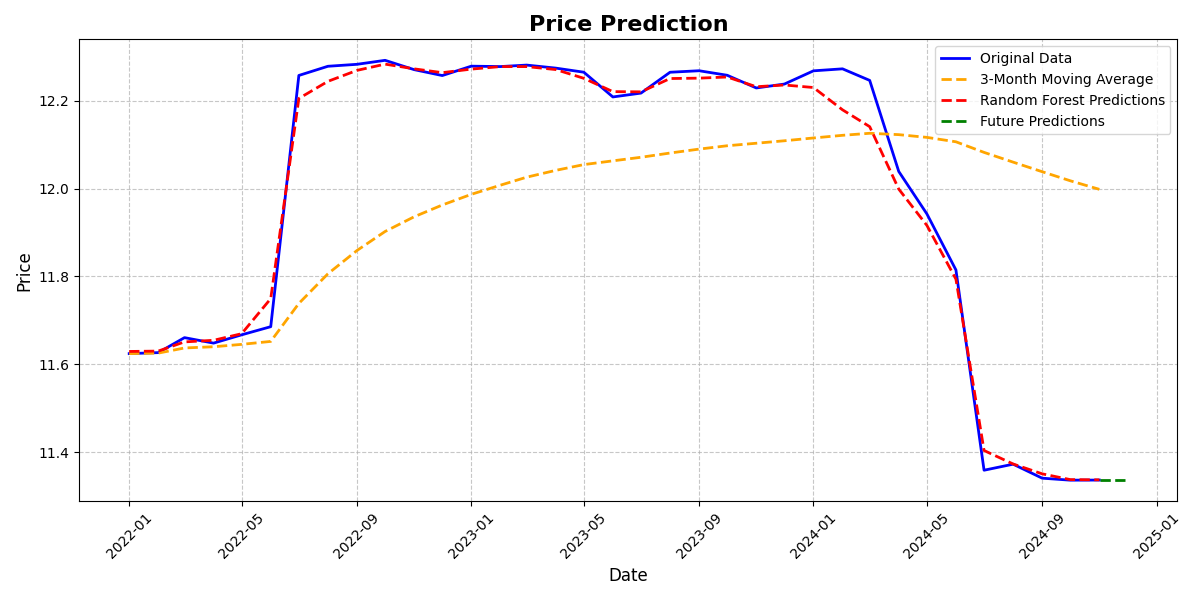 Price Prediction
Original Data
3-Month Moving Average
Random Forest Predictions
Future Predictions
Price
12.2
12.0
11.8
11.6
11.4
2022-01
2022-05
2022-09
2023-01
2023-05
2023-09
2024-01
2024-05
2024-09
2025-01
Date